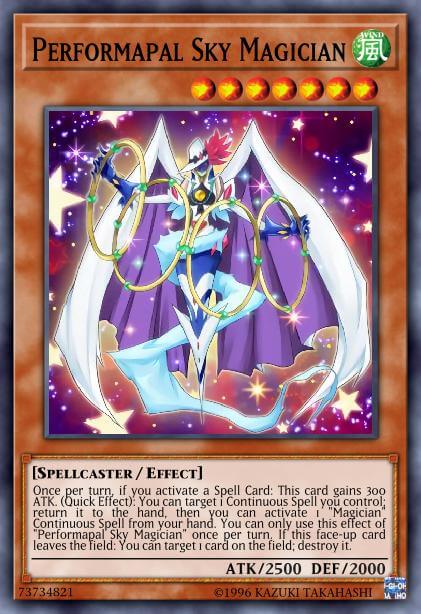 Performapal Sky Magician
WIND
風
[Spellcaster / Effect]
Once per turn, if you activate a Spell Card: This card gains 300
ATK. (Quick Effect): You can target 1 Continuous Spell you control;
return it to the hand, then you can activate 1 "Magician"
Continuous Spell from your hand. You can only use this effect of
"Performapal Sky Magician" once per turn. If this face-up card
leaves the field: You can target 1 card on the field; destroy it.
ATK/2500 DEF/2000
73734821
©1996 KAZUKI TAKAHASHI